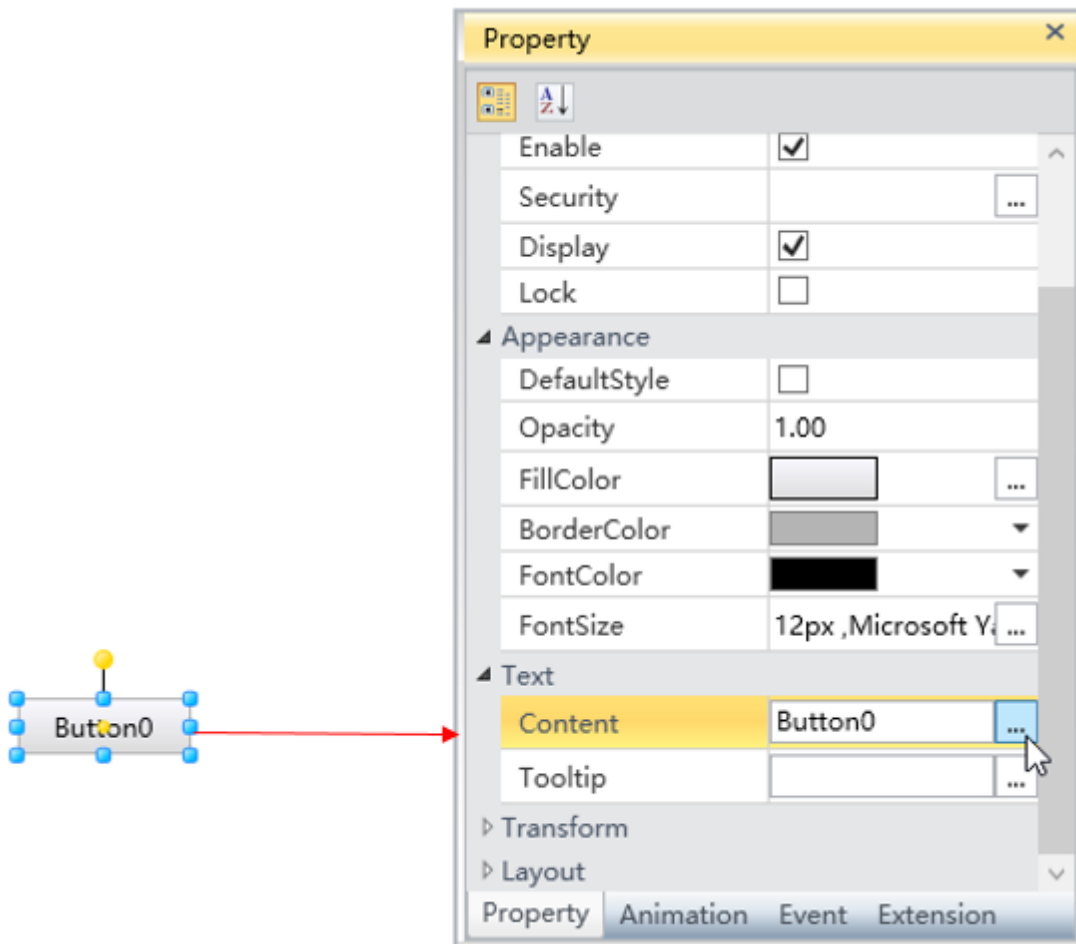 Property
Enable
Security ...
Display
Lock
Appearance
DefaultStyle
Opacity 1.00
FillColor ...
BorderColor
FontColor
FontSize 12px ,Microsoft ...
Text
Button0
Content Button0 ...
Tooltip ...
Transform
Layout
Property Animation Event Extension